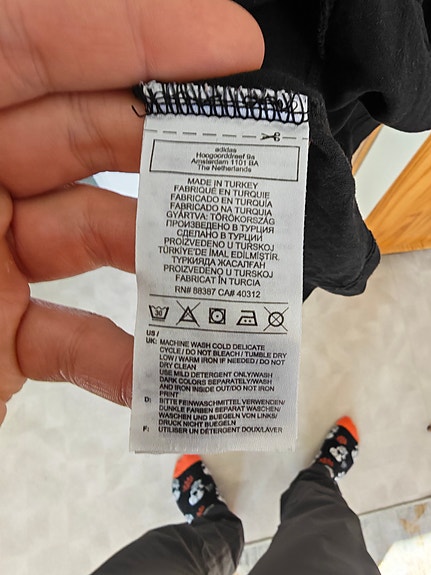 adidas
Hoogoorddreef 9a
Amsterdam 1101 BA
The Netherlands
MADE IN TURKEY
FABRIQUÉ EN TURQUIE
FABRICADO EN TURQUÍA
FABRICADO NA TURQUIA
GYÁRTVA: TÖRÖKORSZÁG
ПРОИЗВЕДЕНО В ТУРЦИЯ
СДЕЛАНО В ТУРЦИИ
PROIZVEDENO U TURSKOJ
TÜRKİYE'DE İMAL EDİLMİŞTİR.
ТУРКИЯДА ЖАСАЛҒАН
PROIZVEDENO U TURSKOJ
FABRICAT ÎN TURCIA
RN# 88387 CA# 40312
30
US /
UK: MACHINE WASH COLD DELICATE
CYCLE / DO NOT BLEACH / TUMBLE DRY
LOW / WARM IRON IF NEEDED / DO NOT
DRY CLEAN
USE MILD DETERGENT ONLY/WASH
DARK COLORS SEPARATELY/WASH
AND IRON INSIDE OUT/DO NOT IRON
PRINT
D: BITTE FEINWASCHMITTEL VERWENDEN/
DUNKLE FARBEN SEPARAT WASCHEN/
WASCHEN UND BUEGELN VON LINKS/
DRUCK NICHT BUEGELN
F: UTILISER UN DÉTERGENT DOUX/LAVER